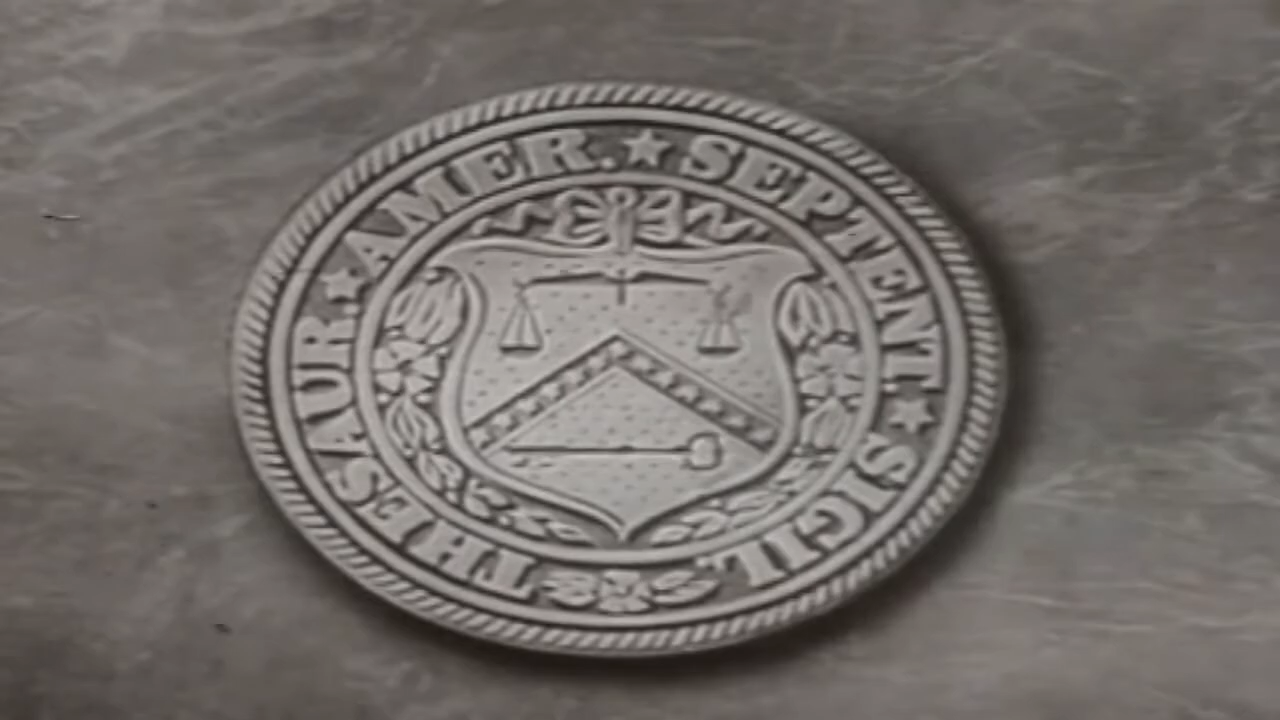 THESAUR. ★ AMER. ★ SEPTENT. ★ SIGIL.